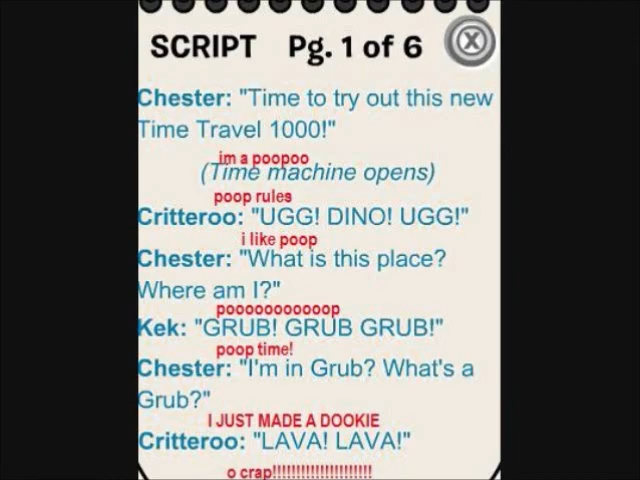 SCRIPT Pg. 1 of 6
Chester: "Time to try out this new
Time Travel 1000!"
im a poopoo
(Time machine opens)
poop rules
Critteroo: "UGG! DINO! UGG!"
i like poop
Chester: "What is this place?
Where am I?"
pooooooooooop
Kek: "GRUB! GRUB GRUB!"
poop time!
Chester: "I'm in Grub? What's a
Grub?"
I JUST MADE A DOOKIE
Critteroo: "LAVA! LAVA!"
o crap!!!!!!!!!!!!!!!!!!!!!